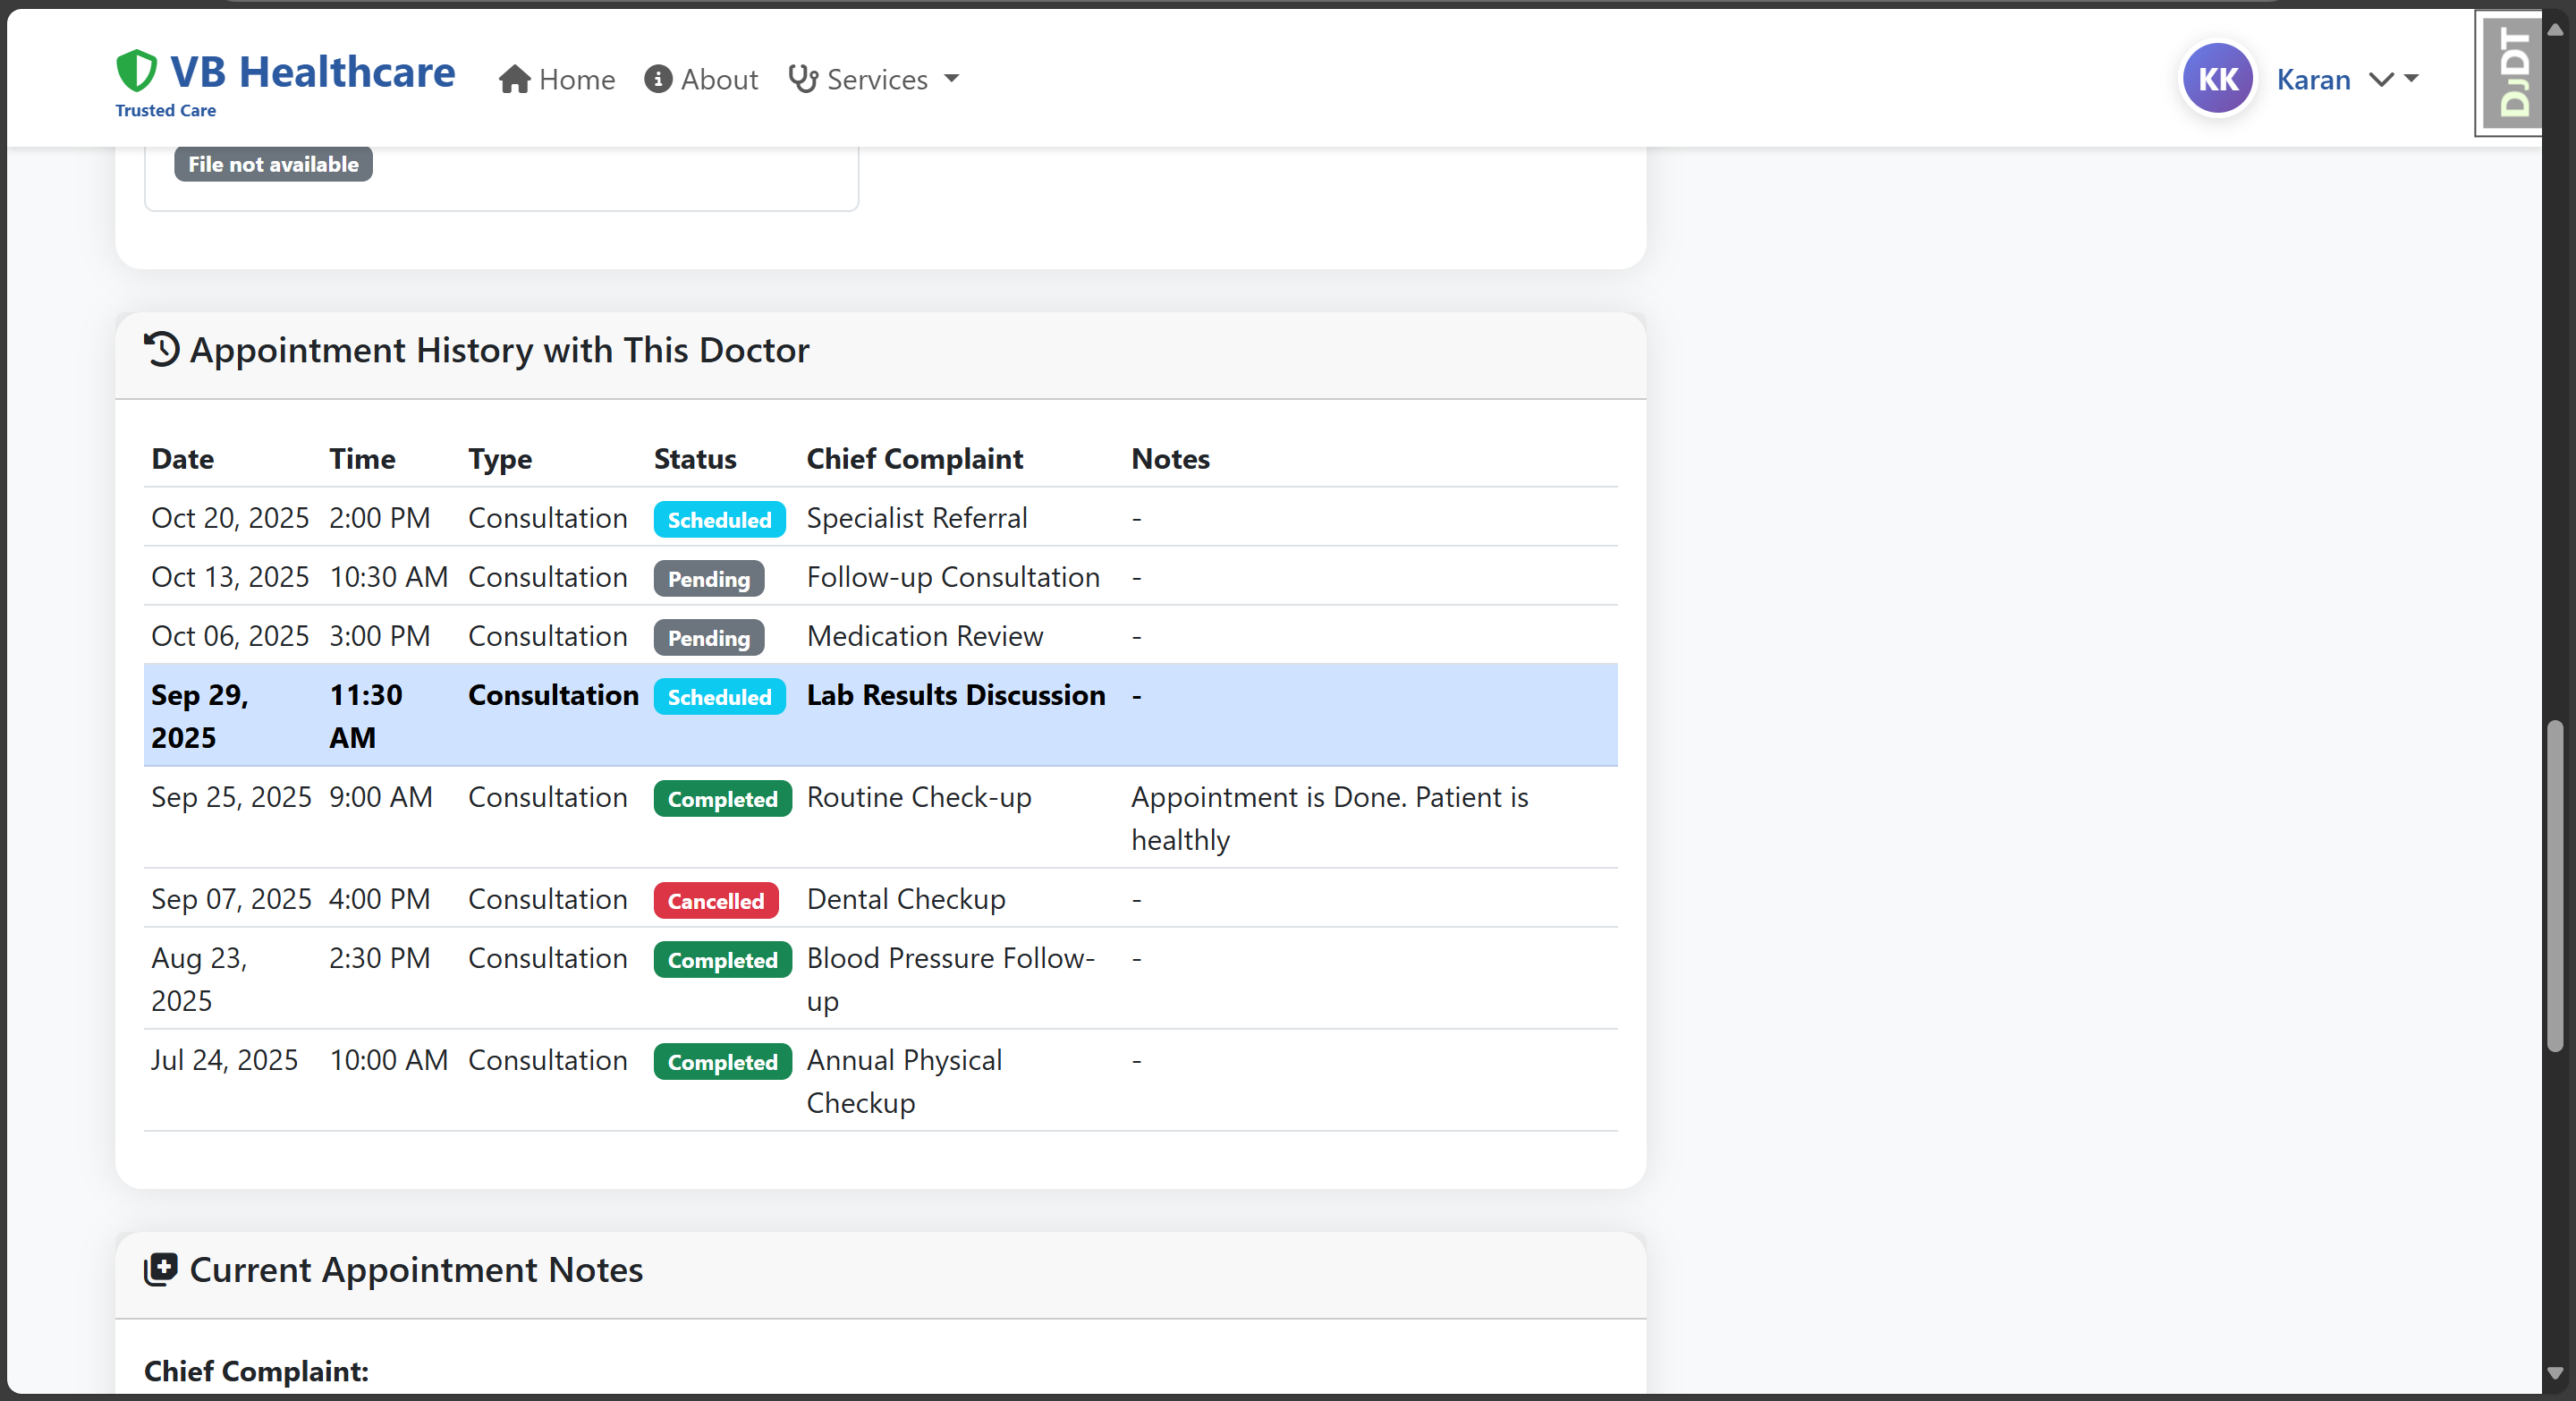 VB Healthcare
Trusted Care
Home
About
Services
KK
Karan
DJDT
File not available
Appointment History with This Doctor
Date Time Type Status Chief Complaint Notes
Oct 20, 2025 2:00 PM Consultation Scheduled Specialist Referral -
Oct 13, 2025 10:30 AM Consultation Pending Follow-up Consultation -
Oct 06, 2025 3:00 PM Consultation Pending Medication Review -
Sep 29, 11:30 Consultation Scheduled Lab Results Discussion -
2025 AM
Sep 25, 2025 9:00 AM Consultation Completed Routine Check-up Appointment is Done. Patient is
healthly
Sep 07, 2025 4:00 PM Consultation Cancelled Dental Checkup -
Aug 23, 2:30 PM Consultation Completed Blood Pressure Follow- -
2025 up
Jul 24, 2025 10:00 AM Consultation Completed Annual Physical -
Checkup
Current Appointment Notes
Chief Complaint: